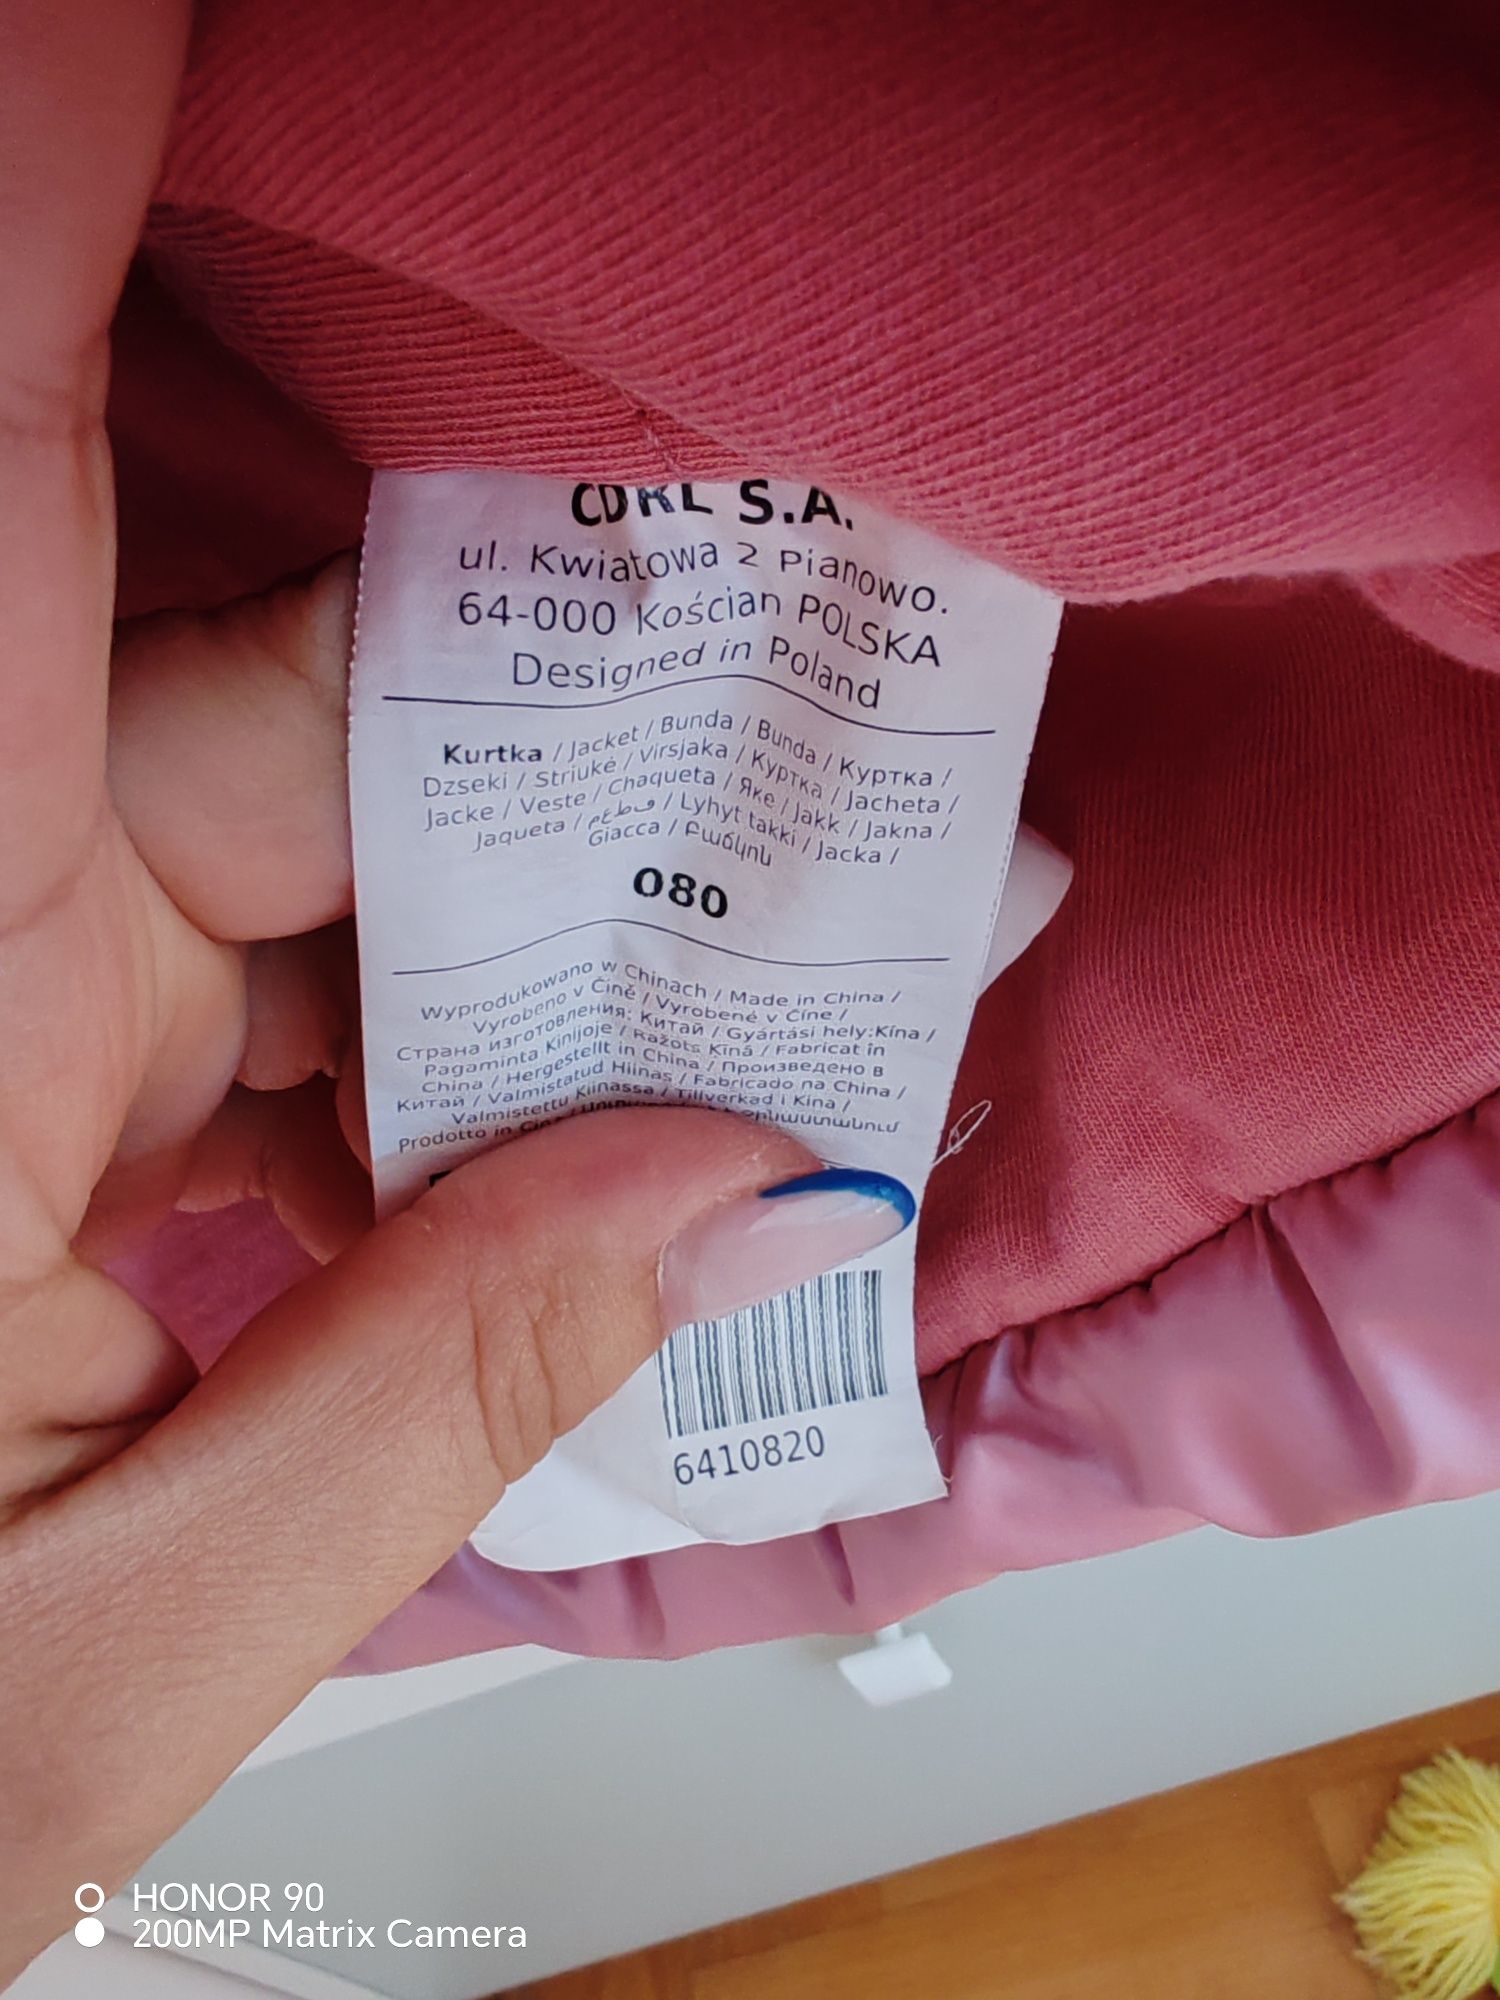 CDRL S.A.
ul. Kwiatowa 2 Pianowo.
64-000 Kościan POLSKA
Designed in Poland
Kurtka / Jacket / Bunda / Bunda / Куртка /
Dzseki / Striukė / Virsjaka / Куртка / Jacheta /
Jacke / Veste / Chaqueta / Яке / Jakk / Jakna /
Jaqueta / / Lyhyt takki / Jacka /
Giacca / Բաճկոն
080
Wyprodukowano w Chinach / Made in China /
Vyrobeno v Číně / Vyrobené v Číne /
Страна изготовления: Китай / Gyártási hely:Kína /
Pagaminta Kinijoje / Ražots Ķīnā / Fabricat în
China / Hergestellt in China / Произведено в
Китай / Valmistatud Hiinas / Fabricado na China /
Valmistettu Kiinassa / Tillverkad i Kina /
Prodotto in
6410820
HONOR 90
200MP Matrix Camera